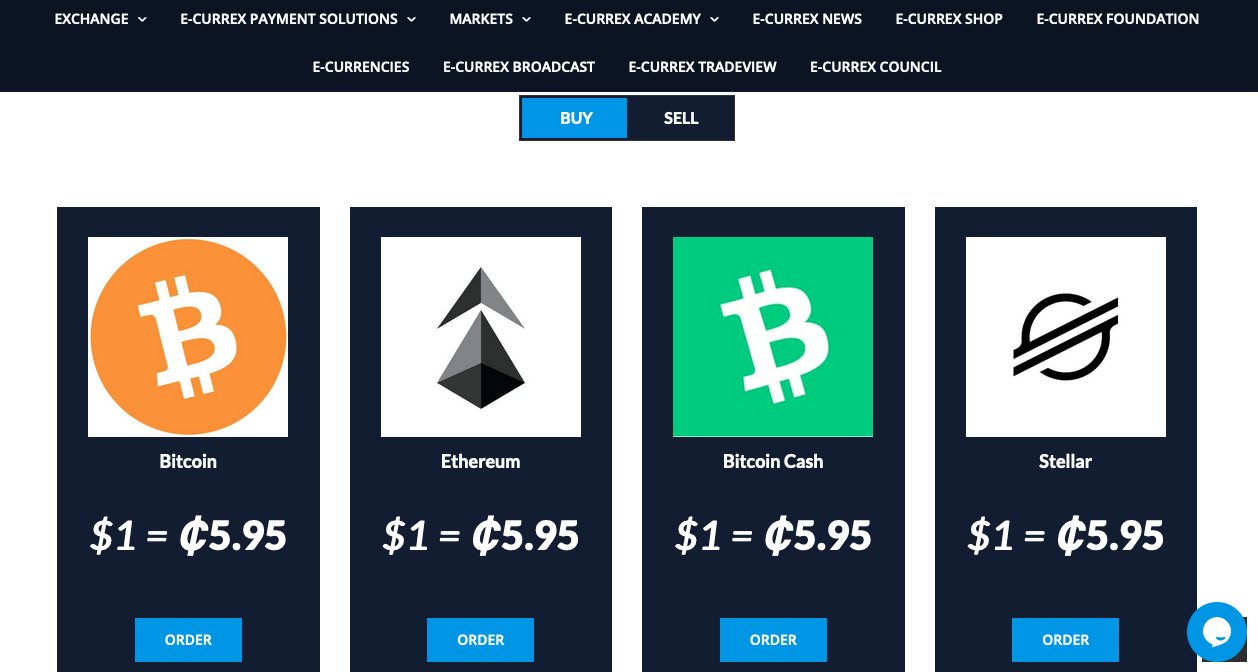 EXCHANGE E-CURREX PAYMENT SOLUTIONS MARKETS E-CURREX ACADEMY E-CURREX NEWS E-CURREX SHOP E-CURREX FOUNDATION
E-CURRENCIES E-CURREX BROADCAST E-CURREX TRADEVIEW E-CURREX COUNCIL
BUY SELL
Bitcoin Ethereum Bitcoin Cash Stellar
$1 = ₵5.95 $1 = ₵5.95 $1 = ₵5.95 $1 = ₵5.95
ORDER ORDER ORDER ORDER